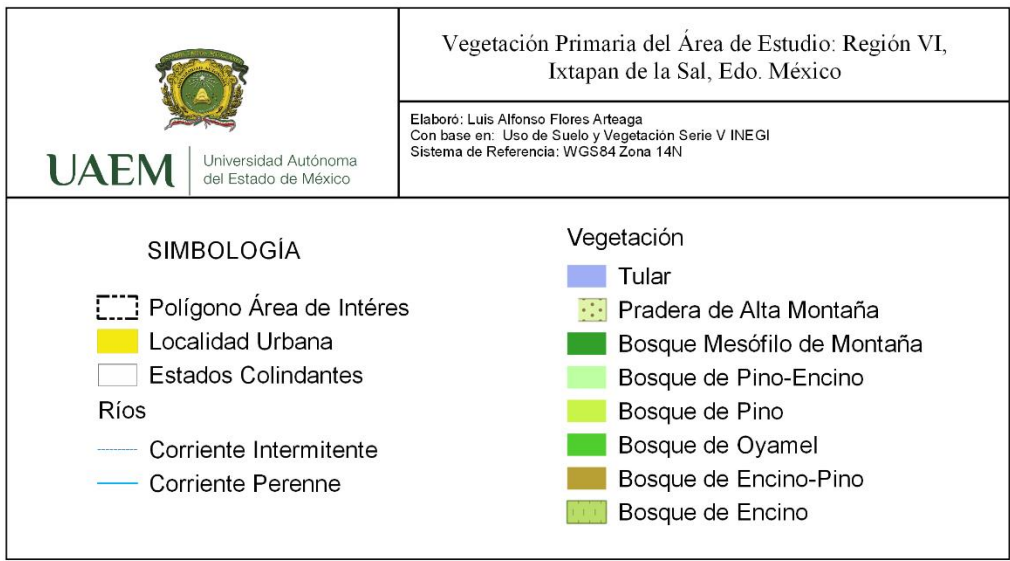 UAEM
Universidad Autónoma
del Estado de México
Vegetación Primaria del Área de Estudio: Región VI,
Ixtapan de la Sal, Edo. México
Elaboró: Luis Alfonso Flores Arteaga
Con base en: Uso de Suelo y Vegetación Serie V INEGI
Sistema de Referencia: WGS84 Zona 14N
SIMBOLOGÍA
Polígono Área de Intéres
Localidad Urbana
Estados Colindantes
Ríos
Corriente Intermitente
Corriente Perenne
Vegetación
Tular
Pradera de Alta Montaña
Bosque Mesófilo de Montaña
Bosque de Pino-Encino
Bosque de Pino
Bosque de Oyamel
Bosque de Encino-Pino
Bosque de Encino